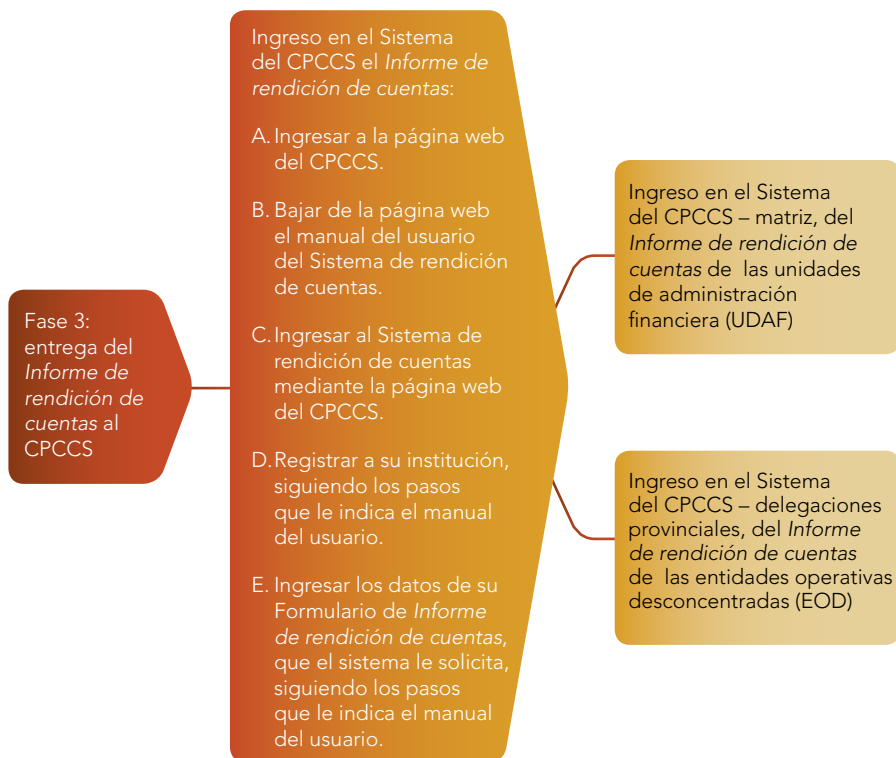 Fase 3:
entrega del
Informe de
rendición de
cuentas al
CPCCS
Ingreso en el Sistema
del CPCCS el Informe de
rendición de cuentas:
A. Ingresar a la página web
del CPCCS.
B. Bajar de la página web
el manual del usuario
del Sistema de rendición
de cuentas.
C. Ingresar al Sistema de
rendición de cuentas
mediante la página web
del CPCCS.
D. Registrar a su institución,
siguiendo los pasos
que le indica el manual
del usuario.
E. Ingresar los datos de su
Formulario de Informe
de rendición de cuentas,
que el sistema le solicita,
siguiendo los pasos
que le indica el manual
del usuario.
Ingreso en el Sistema
del CPCCS – matriz, del
Informe de rendición de
cuentas de las unidades
de administración
financiera (UDAF)
Ingreso en el Sistema
del CPCCS – delegaciones
provinciales, del Informe
de rendición de cuentas
de las entidades operativas
desconcentradas (EOD)